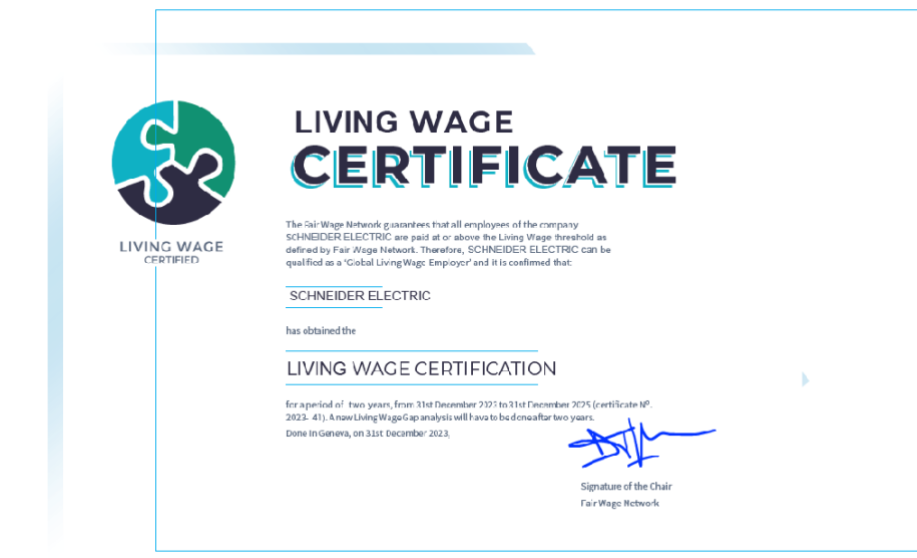 LIVING WAGE
CERTIFIED
LIVING WAGE
CERTIFICATE
The Fair Wage Network guarantees that all employees of the company
SCHNEIDER ELECTRIC are paid at or above the Living Wage threshold as
defined by Fair Wage Network. Therefore, SCHNEIDER ELECTRIC can be
qualified as a 'Global Living Wage Employer' and it is confirmed that:
SCHNEIDER ELECTRIC
has obtained the
LIVING WAGE CERTIFICATION
for a period of two years, from 31st December 2023 to 31st December 2025 (certificate Nº.
2023- 41). A new Living Wage Gap analysis will have to be done after two years.
Done In Geneva, on 31st December 2023,
Signature of the Chair
Fair Wage Network